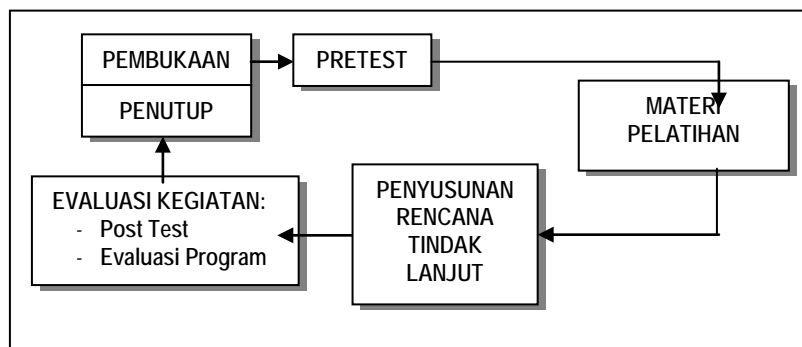 PEMBUKAAN
PENUTUP
PRETEST
MATERI
PELATIHAN
PENYUSUNAN
RENCANA
TINDAK
LANJUT
EVALUASI KEGIATAN:
- Post Test
- Evaluasi Program